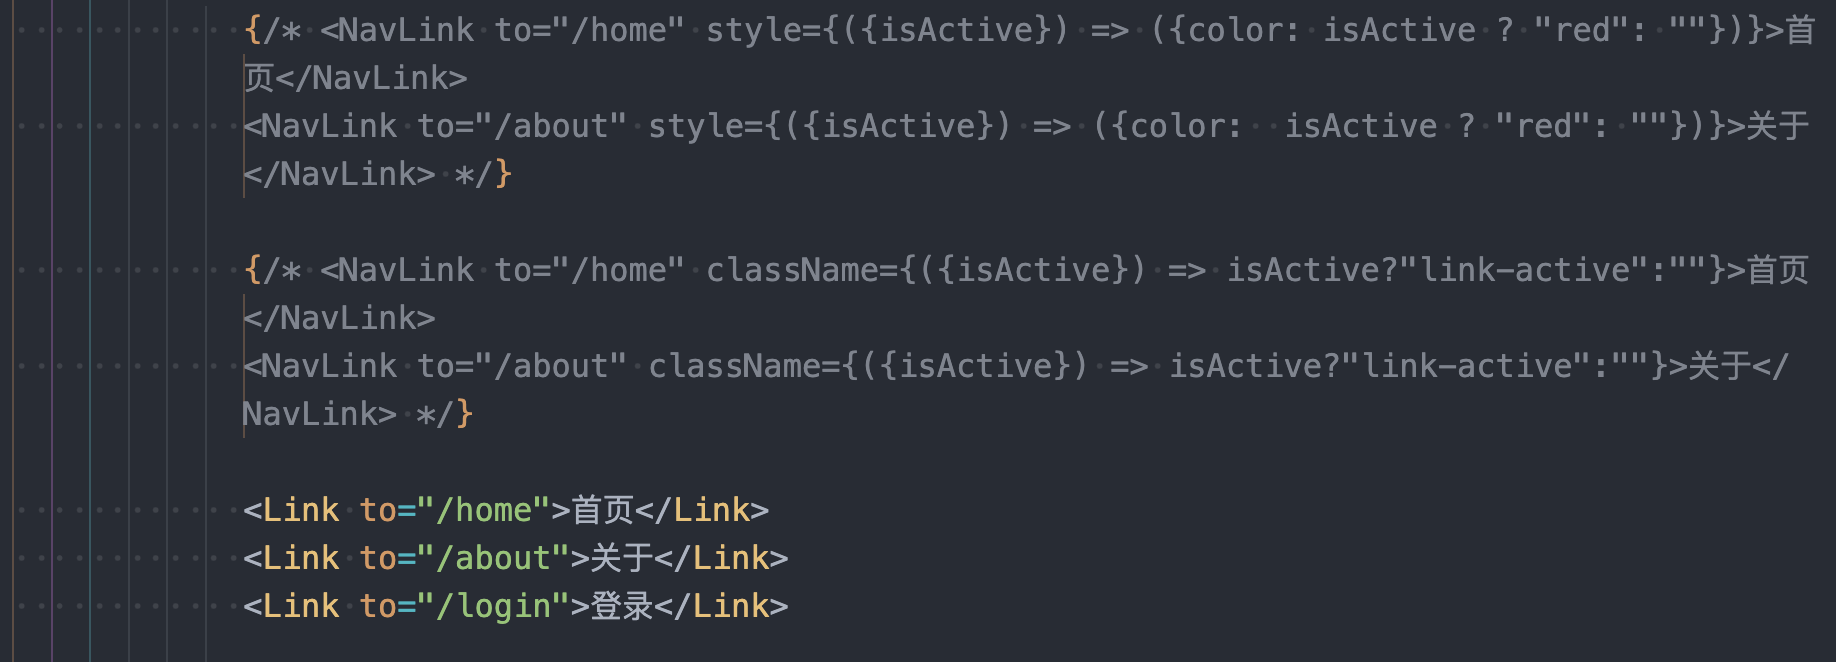 {/* <NavLink to="/home" style={({isActive}) => ({color: isActive ? "red": ""})}>首
页</NavLink>
<NavLink to="/about" style={({isActive}) => ({color:  isActive ? "red": ""})}>关于
</NavLink> */}
{/* <NavLink to="/home" className={({isActive}) => isActive?"link-active":""}>首页
</NavLink>
<NavLink to="/about" className={({isActive}) => isActive?"link-active":""}>关于</
NavLink> */}
<Link to="/home">首页</Link>
<Link to="/about">关于</Link>
<Link to="/login">登录</Link>